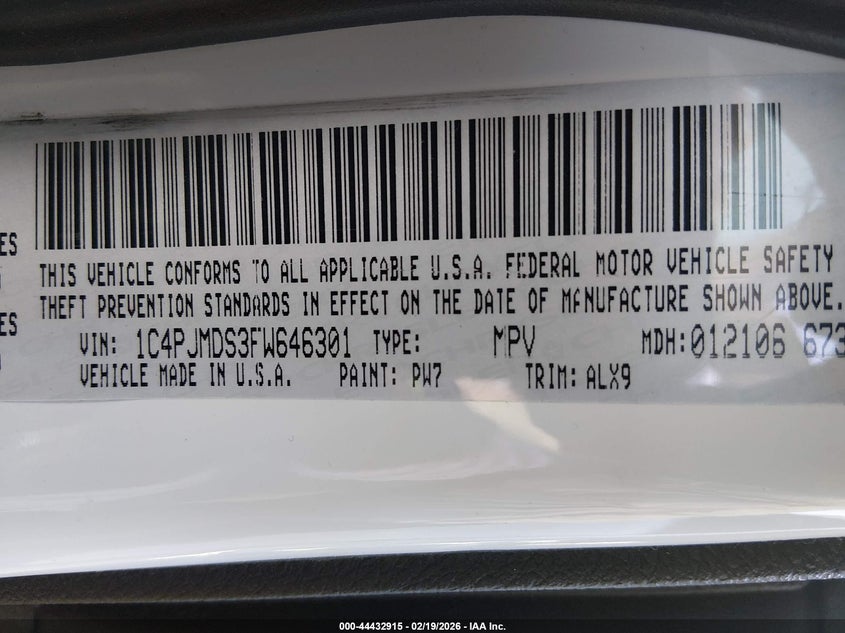 ES
THIS VEHICLE CONFORMS TO ALL APPLICABLE U.S.A. FEDERAL MOTOR VEHICLE SAFETY
THEFT PREVENTION STANDARDS IN EFFECT ON THE DATE OF MANUFACTURE SHOWN ABOVE.
ES
VIN: 1C4PJMDS3FW646301 TYPE: MPV MDH:012106 673
VEHICLE MADE IN U.S.A. PAINT: PW7 TRIM: ALX9
000-44432915 - 02/19/2026 - IAA Inc.